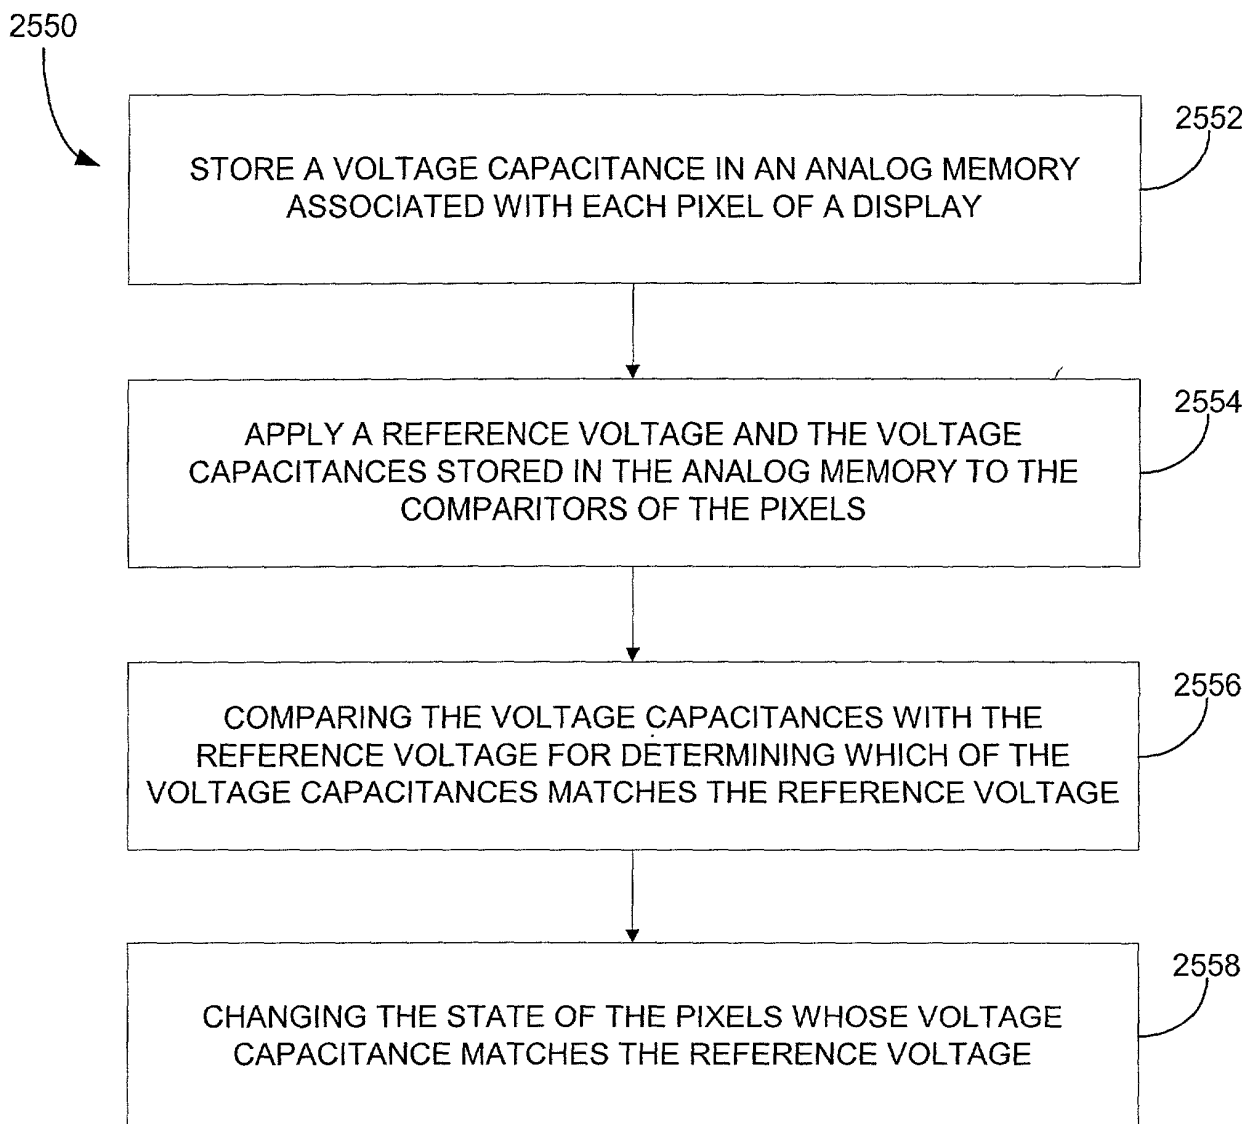 2550
2552
STORE A VOLTAGE CAPACITANCE IN AN ANALOG MEMORY
ASSOCIATED WITH EACH PIXEL OF A DISPLAY
2554
APPLY A REFERENCE VOLTAGE AND THE VOLTAGE
CAPACITANCES STORED IN THE ANALOG MEMORY TO THE
COMPARITORS OF THE PIXELS
2556
COMPARING THE VOLTAGE CAPACITANCES WITH THE
REFERENCE VOLTAGE FOR DETERMINING WHICH OF THE
VOLTAGE CAPACITANCES MATCHES THE REFERENCE VOLTAGE
2558
CHANGING THE STATE OF THE PIXELS WHOSE VOLTAGE
CAPACITANCE MATCHES THE REFERENCE VOLTAGE